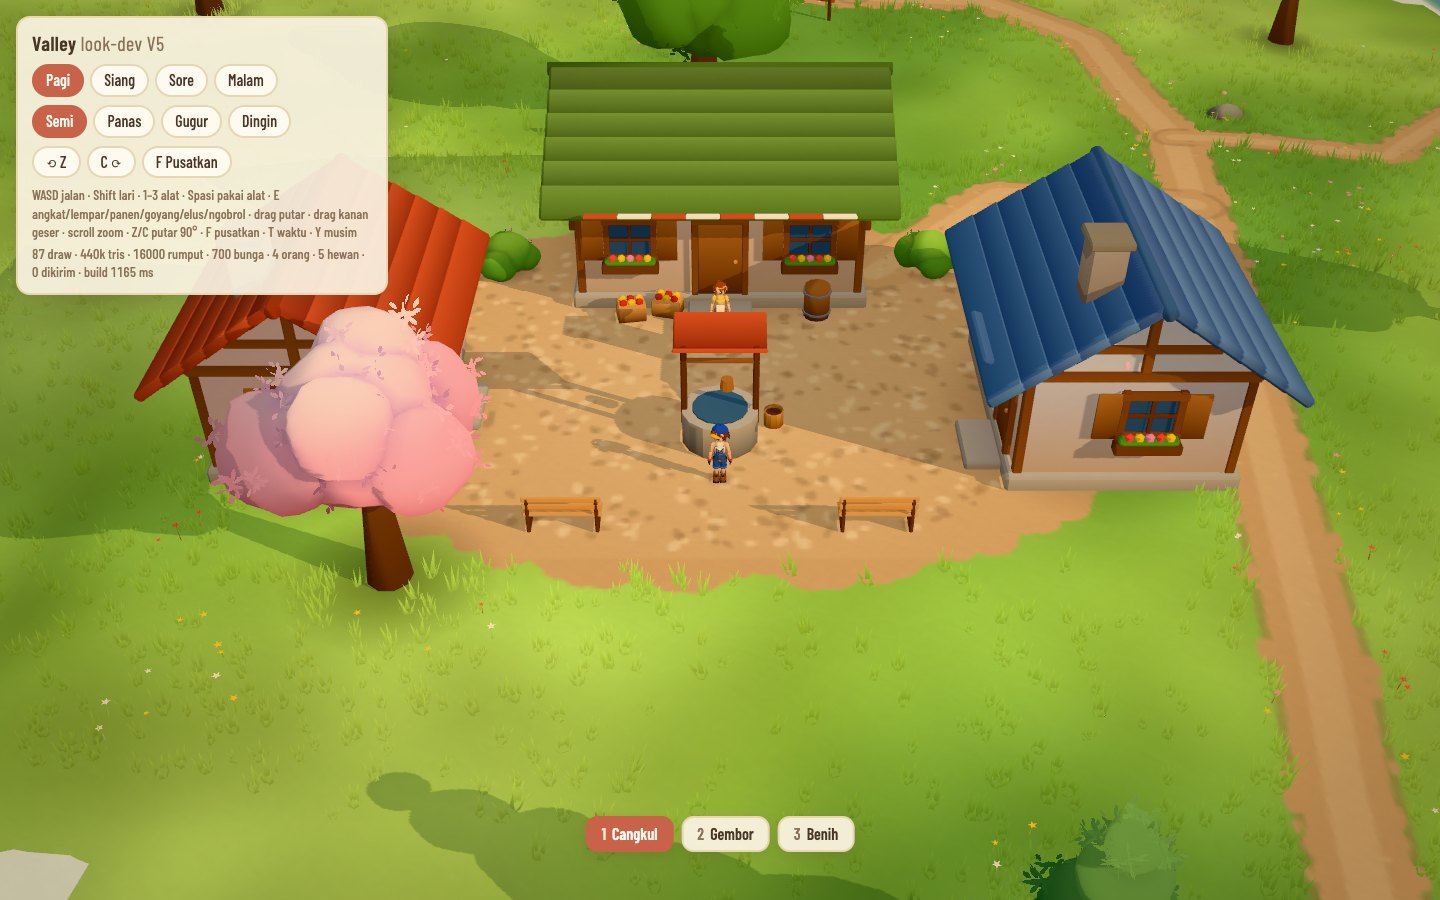 Valley look-dev V5
Pagi Siang Sore Malam
Semi Panas Gugur Dingin
⟲ Z C ⟳ F Pusatkan
WASD jalan · Shift lari · 1–3 alat · Spasi pakai alat · E
angkat/lempar/panen/goyang/elus/ngobrol · drag putar · drag kanan
geser · scroll zoom · Z/C putar 90° · F pusatkan · T waktu · Y musim
87 draw · 440k tris · 16000 rumput · 700 bunga · 4 orang · 5 hewan ·
0 dikirim · build 1165 ms
1 Cangkul 2 Gembor 3 Benih